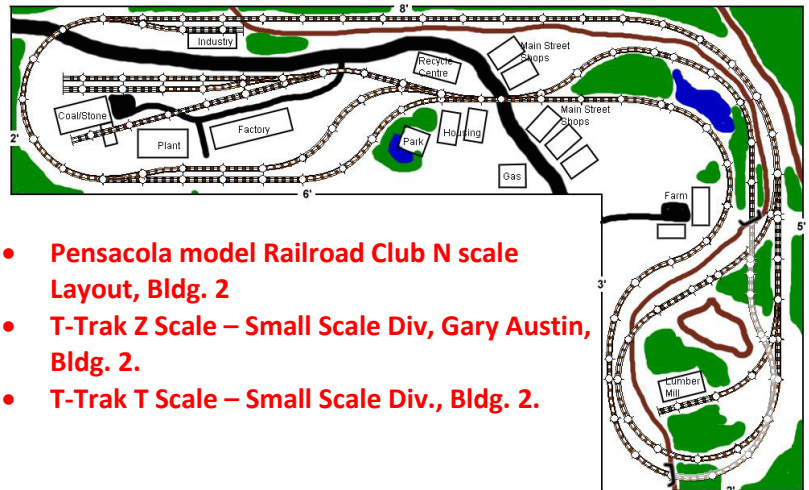 8'
Industry
Recycle
Centre
Main Street
Shops
Coal/Stone
Main Street
Shops
2'
Plant
Factory
Park
Housing
Gas
6'
Farm
5'
3'
Lumber
Mill
2'
• Pensacola model Railroad Club N scale
Layout, Bldg. 2
• T-Trak Z Scale – Small Scale Div, Gary Austin,
Bldg. 2.
• T-Trak T Scale – Small Scale Div., Bldg. 2.